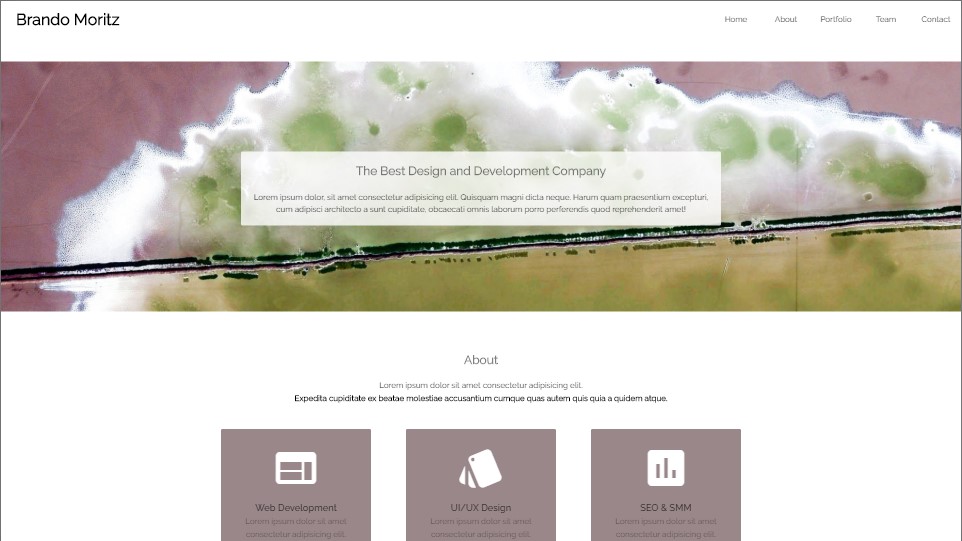 Brando Moritz
Home About Portfolio Team Contact
The Best Design and Development Company
Lorem ipsum dolor, sit amet consectetur adipisicing elit. Quisquam magni dicta neque. Harum quam praesentium excepturi,
cum adipisci architecto a sunt cupiditate, obcaecati omnis laborum porro perferendis quod reprehenderit amet!
About
Lorem ipsum dolor sit amet consectetur adipisicing elit.
Expedita cupiditate ex beatae molestiae accusantium cumque quas autem quis quia a quidem atque.
Web Development
Lorem ipsum dolor sit amet
consectetur adipisicing elit.
UI/UX Design
Lorem ipsum dolor sit amet
consectetur adipisicing elit.
SEO & SMM
Lorem ipsum dolor sit amet
consectetur adipisicing elit.